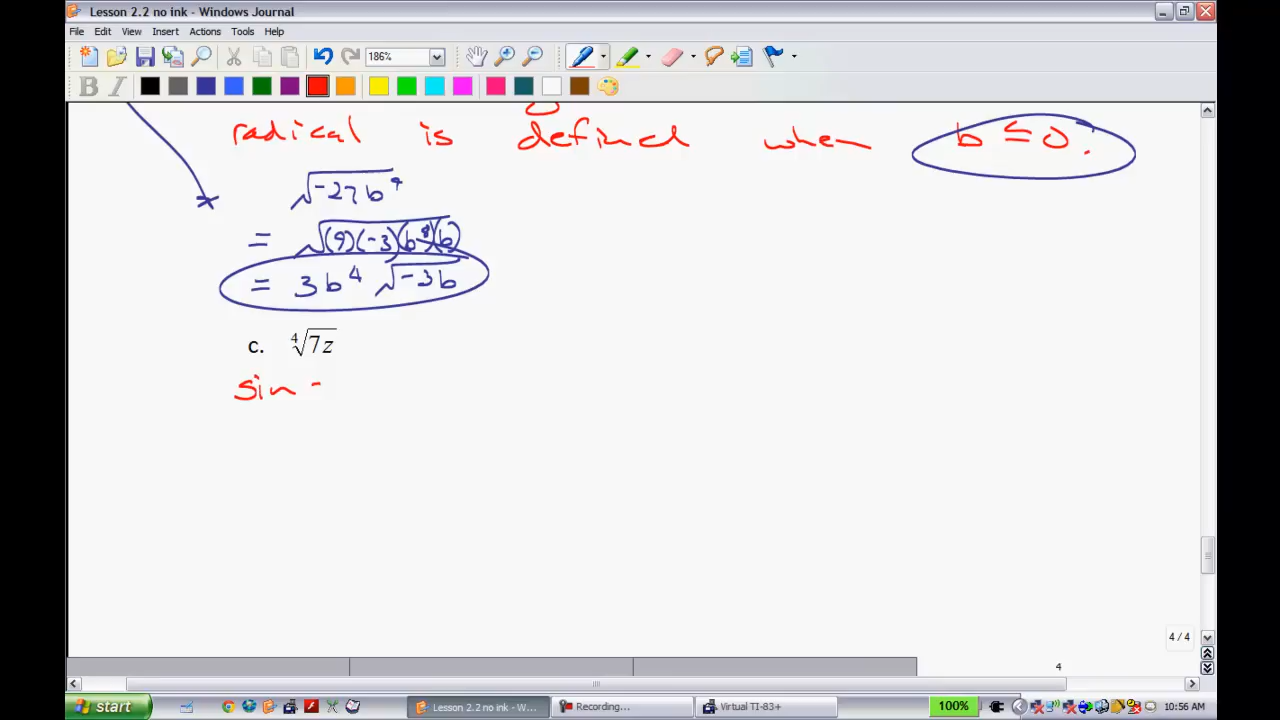 Lesson 2.2 no ink - Windows Journal
File Edit View Insert Actions Tools Help
186%
B I
radical is defined when b ≤ 0.
√-27b⁹
= √(9)(-3)(b⁸)(b)
= 3b⁴ √-3b
c. ⁴√7z
sin
4 / 4
4
start Lesson 2.2 no ink - W... Recording... Virtual TI-83+ 100% 10:56 AM